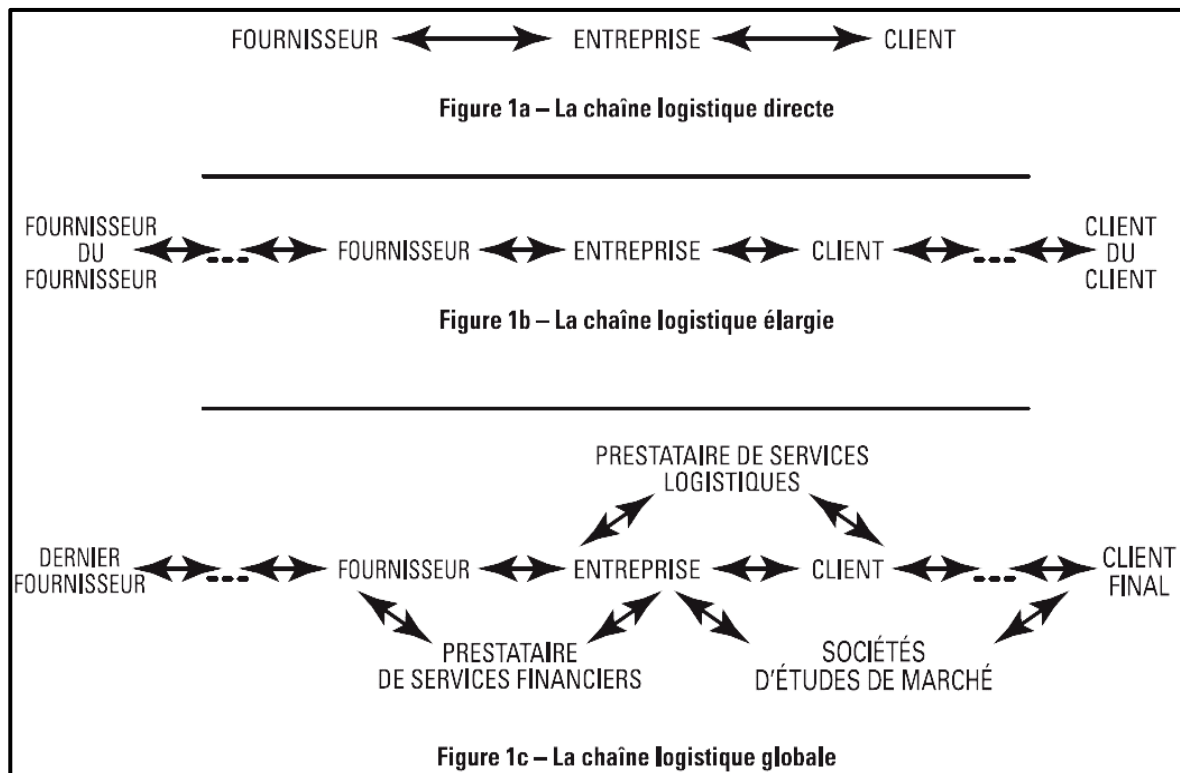 FOURNISSEUR ENTREPRISE CLIENT
Figure 1a – La chaîne logistique directe
FOURNISSEUR
DU
FOURNISSEUR
--- FOURNISSEUR ENTREPRISE CLIENT ---
CLIENT
DU
CLIENT
Figure 1b – La chaîne logistique élargie
PRESTATAIRE DE SERVICES
LOGISTIQUES
DERNIER
FOURNISSEUR
--- FOURNISSEUR ENTREPRISE CLIENT ---
CLIENT
FINAL
PRESTATAIRE
DE SERVICES FINANCIERS
SOCIÉTÉS
D'ÉTUDES DE MARCHÉ
Figure 1c – La chaîne logistique globale